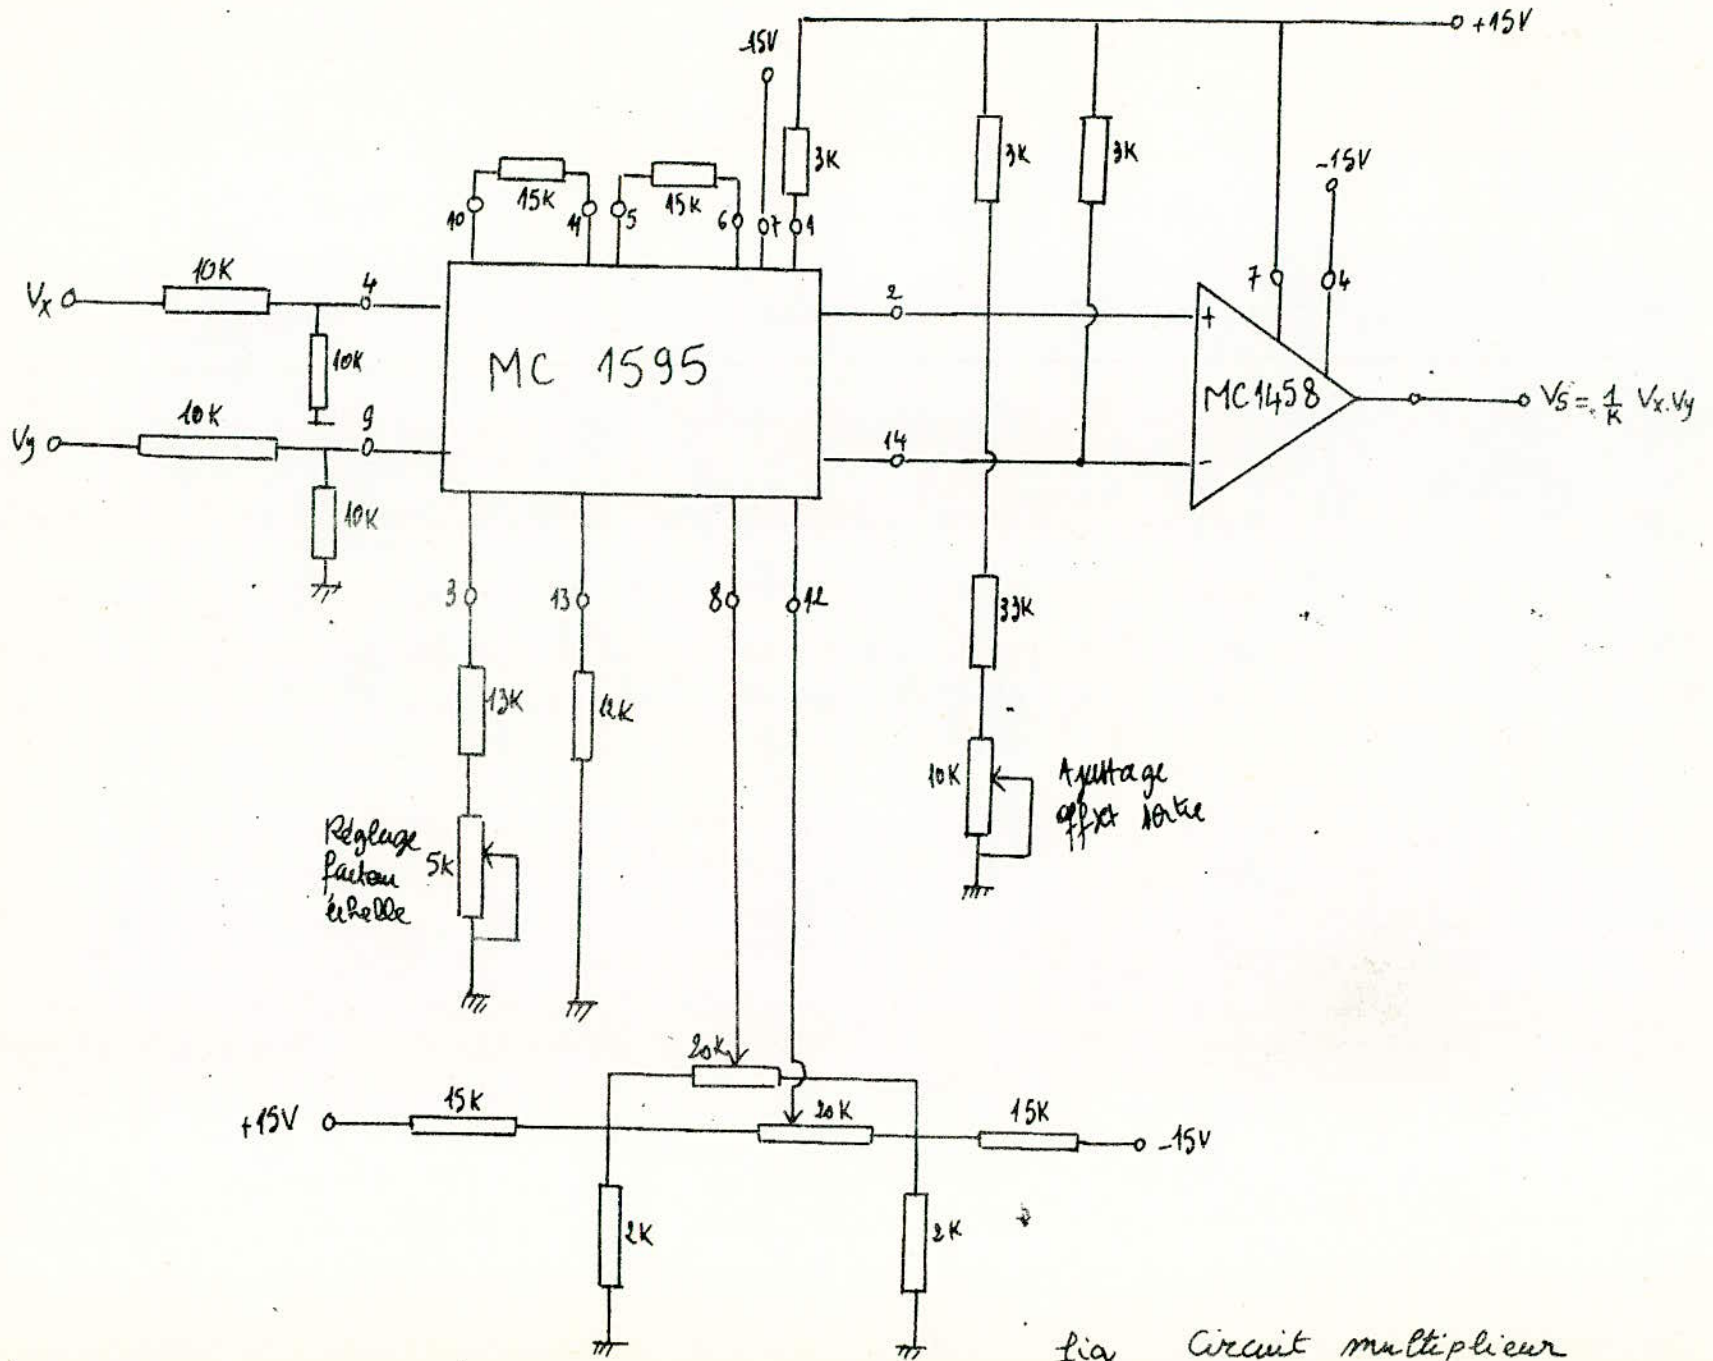 +15V
-15V
3K
3K
3K
-15V
15K
15K
10
11
5
6
7
1
Vx
10K
4
10K
MC 1595
2
+
7
4
MC1458
Vs = 1/K Vx.Vy
Vy
10K
9
10K
14
-
3
13
8
12
33K
13K
12K
10K
Ajustage
offset sortie
Réglage
facteur
échelle
5K
20K
+15V
15K
20K
15K
-15V
2K
2K
fig Circuit multiplieur